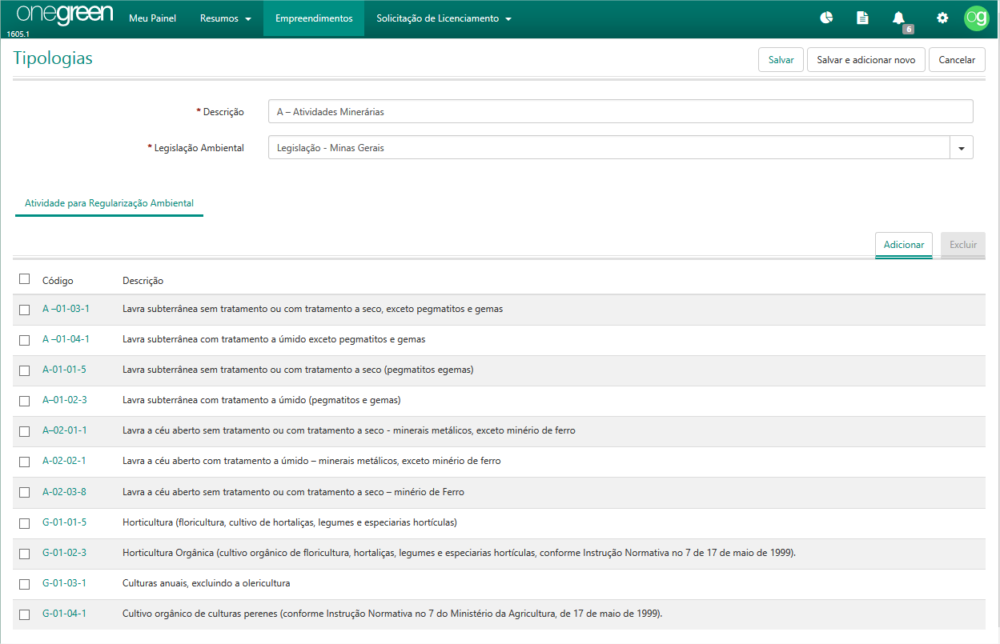 onegreen
1605.1
Meu Painel Resumos Empreendimentos Solicitação de Licenciamento 6 og
Tipologias Salvar Salvar e adicionar novo Cancelar
* Descrição A – Atividades Minerárias
* Legislação Ambiental Legislação - Minas Gerais
Atividade para Regularização Ambiental
Adicionar Excluir
Código Descrição
A –01-03-1 Lavra subterrânea sem tratamento ou com tratamento a seco, exceto pegmatitos e gemas
A –01-04-1 Lavra subterrânea com tratamento a úmido exceto pegmatitos e gemas
A-01-01-5 Lavra subterrânea sem tratamento ou com tratamento a seco (pegmatitos egemas)
A–01-02-3 Lavra subterrânea com tratamento a úmido (pegmatitos e gemas)
A–02-01-1 Lavra a céu aberto sem tratamento ou com tratamento a seco - minerais metálicos, exceto minério de ferro
A-02-02-1 Lavra a céu aberto com tratamento a úmido – minerais metálicos, exceto minério de ferro
A-02-03-8 Lavra a céu aberto sem tratamento ou com tratamento a seco – minério de Ferro
G-01-01-5 Horticultura (floricultura, cultivo de hortaliças, legumes e especiarias hortículas)
G-01-02-3 Horticultura Orgânica (cultivo orgânico de floricultura, hortaliças, legumes e especiarias hortículas, conforme Instrução Normativa no 7 de 17 de maio de 1999).
G-01-03-1 Culturas anuais, excluindo a olericultura
G-01-04-1 Cultivo orgânico de culturas perenes (conforme Instrução Normativa no 7 do Ministério da Agricultura, de 17 de maio de 1999).